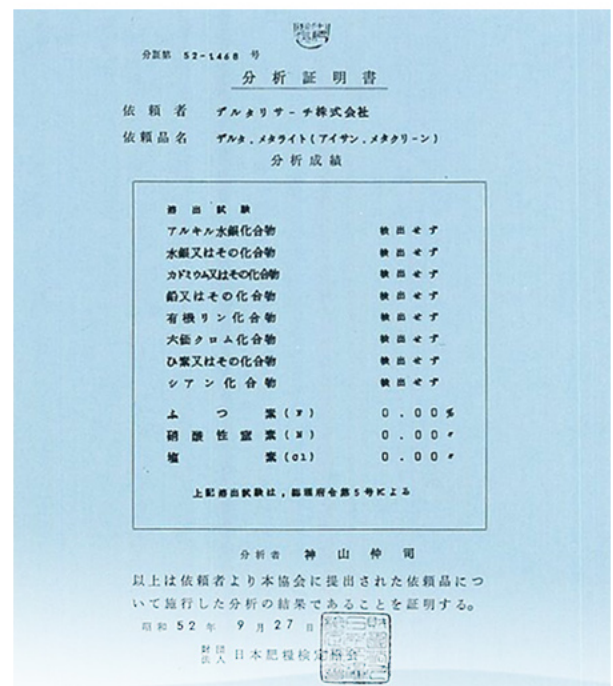 分証第 52-1468 号
分析証明書
依頼者 デルタリサーチ株式会社
依頼品名 デルタ.メタライト(アイサン.メタクリーン)
分析成績
溶出試験
アルキル水銀化合物 検出せず
水銀又はその化合物 検出せず
カドミウム又はその化合物 検出せず
鉛又はその化合物 検出せず
有機リン化合物 検出せず
六価クロム化合物 検出せず
ひ素又はその化合物 検出せず
シアン化合物 検出せず
ふつ素(F) 0.00%
硝酸性窒素(N) 0.00〃
塩素(Cl) 0.00〃
上記溶出試験は,総理府令第5号による
分析者 神山仲司
以上は依頼者より本協会に提出された依頼品につ
いて施行した分析の結果であることを証明する。
昭和52年9月27日
財団法人 日本肥糧検定協会